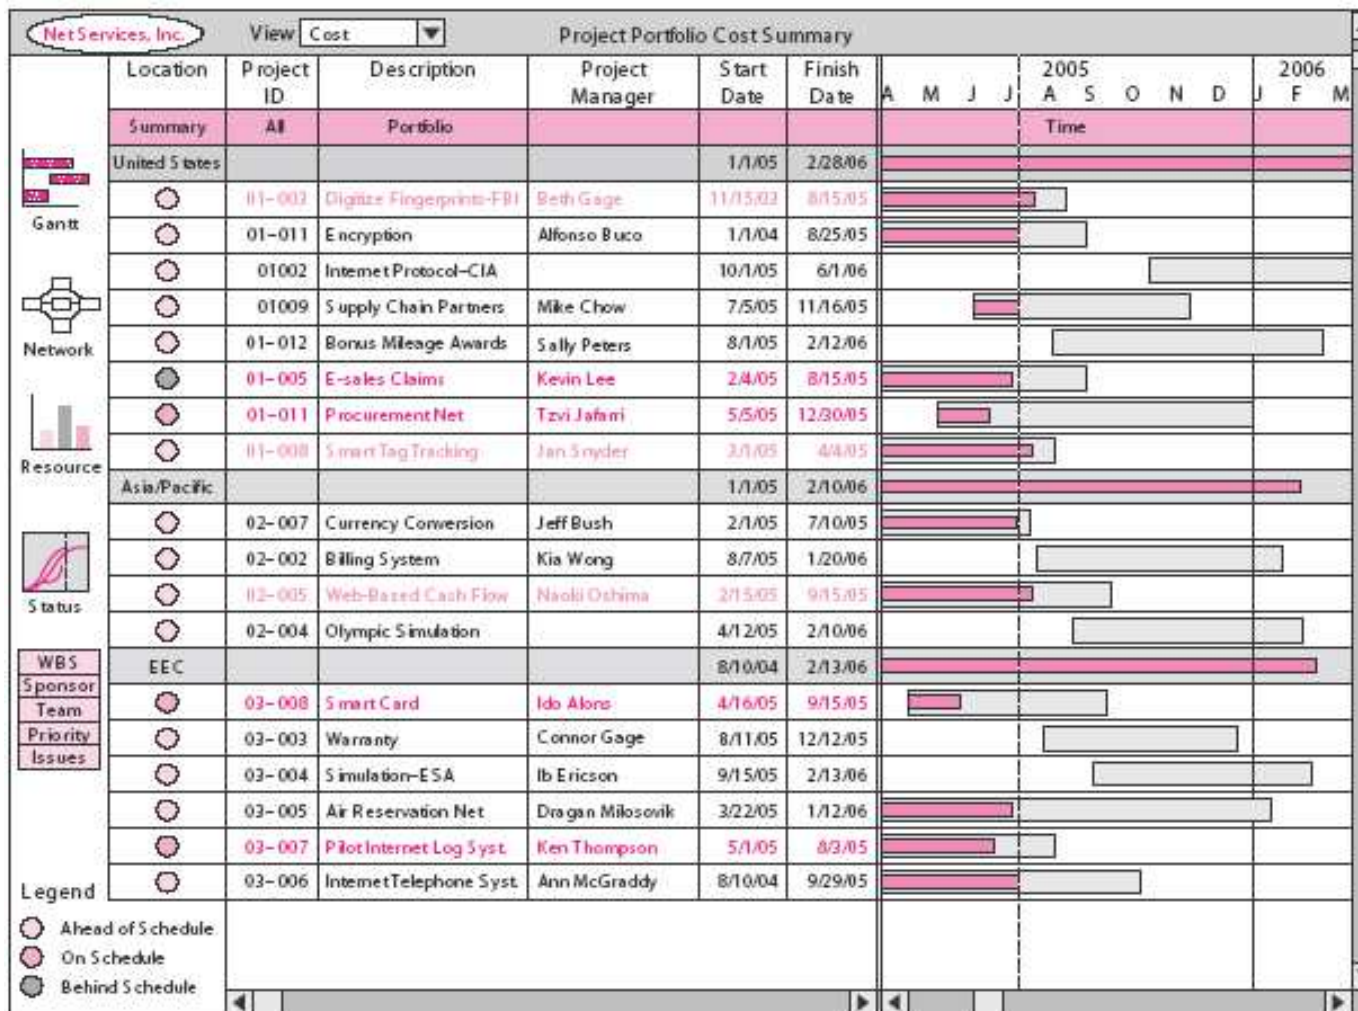 Net Services, Inc. View Cost Project Portfolio Cost Summary
Location Project ID Description Project Manager Start Date Finish Date 2005 2006
A M J J A S O N D J F M
Summary All Portfolio Time
United States 1/1/05 2/28/06
01-003 Digitize Fingerprints-FBI Beth Gage 11/15/03 8/15/05
Gantt
01-011 Encryption Alfonso Buco 1/1/04 8/25/05
01002 Internet Protocol-CIA 10/1/05 6/1/06
01009 Supply Chain Partners Mike Chow 7/5/05 11/16/05
Network
01-012 Bonus Mileage Awards Sally Peters 8/1/05 2/12/06
01-005 E-sales Claims Kevin Lee 2/4/05 8/15/05
01-011 Procurement Net Tzvi Jafarri 5/5/05 12/30/05
01-008 Smart Tag Tracking Jan Snyder 3/1/05 4/4/05
Resource
Asia/Pacific 1/1/05 2/10/06
02-007 Currency Conversion Jeff Bush 2/1/05 7/10/05
02-002 Billing System Kia Wong 8/7/05 1/20/06
02-005 Web-Based Cash Flow Naoki Oshima 2/15/05 9/15/05
Status
02-004 Olympic Simulation 4/12/05 2/10/06
WBS
Sponsor
Team
Priority
Issues
EEC 8/10/04 2/13/06
03-008 Smart Card Ido Alons 4/16/05 9/15/05
03-003 Warranty Connor Gage 8/11/05 12/12/05
03-004 Simulation-ESA Ib Ericson 9/15/05 2/13/06
03-005 Air Reservation Net Dragan Milosovik 3/22/05 1/12/06
03-007 Pilot Internet Log Syst. Ken Thompson 5/1/05 8/3/05
03-006 Internet Telephone Syst. Ann McGraddy 8/10/04 9/29/05
Legend
Ahead of Schedule
On Schedule
Behind Schedule